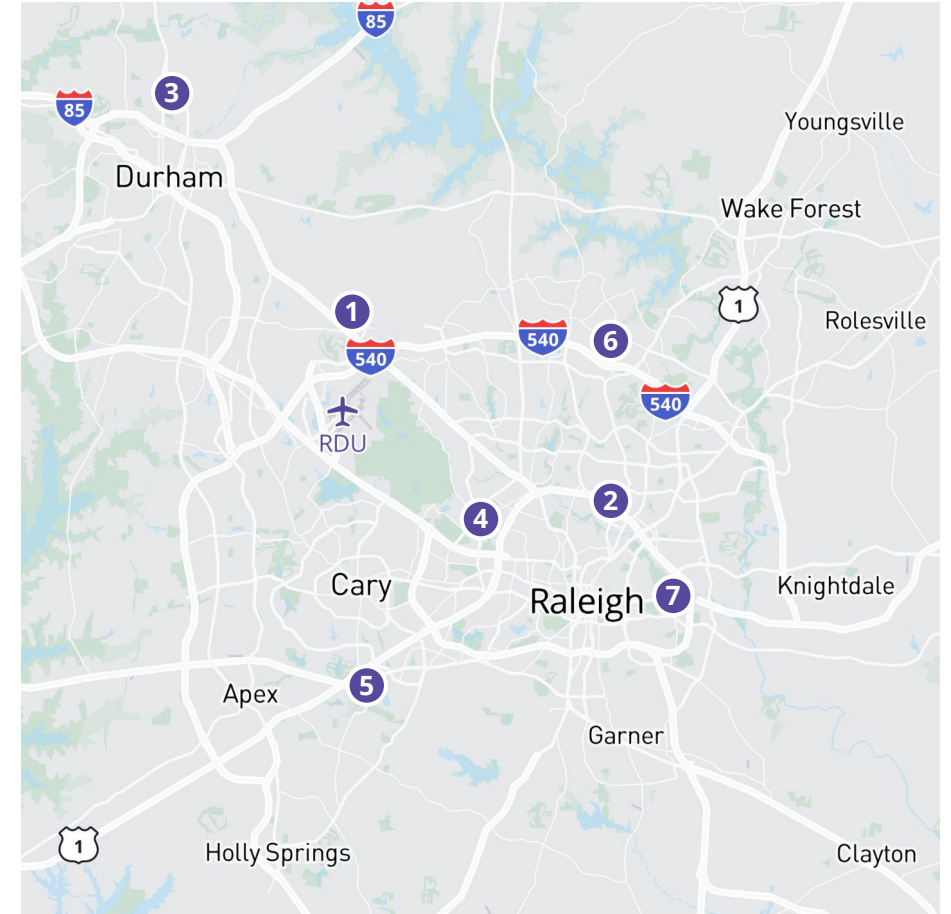 85
3
85
Youngsville
Durham
Wake Forest
1
1
Rolesville
540
6
540
540
RDU
2
4
Cary
Raleigh
7
Knightdale
5
Apex
Garner
1
Holly Springs
Clayton